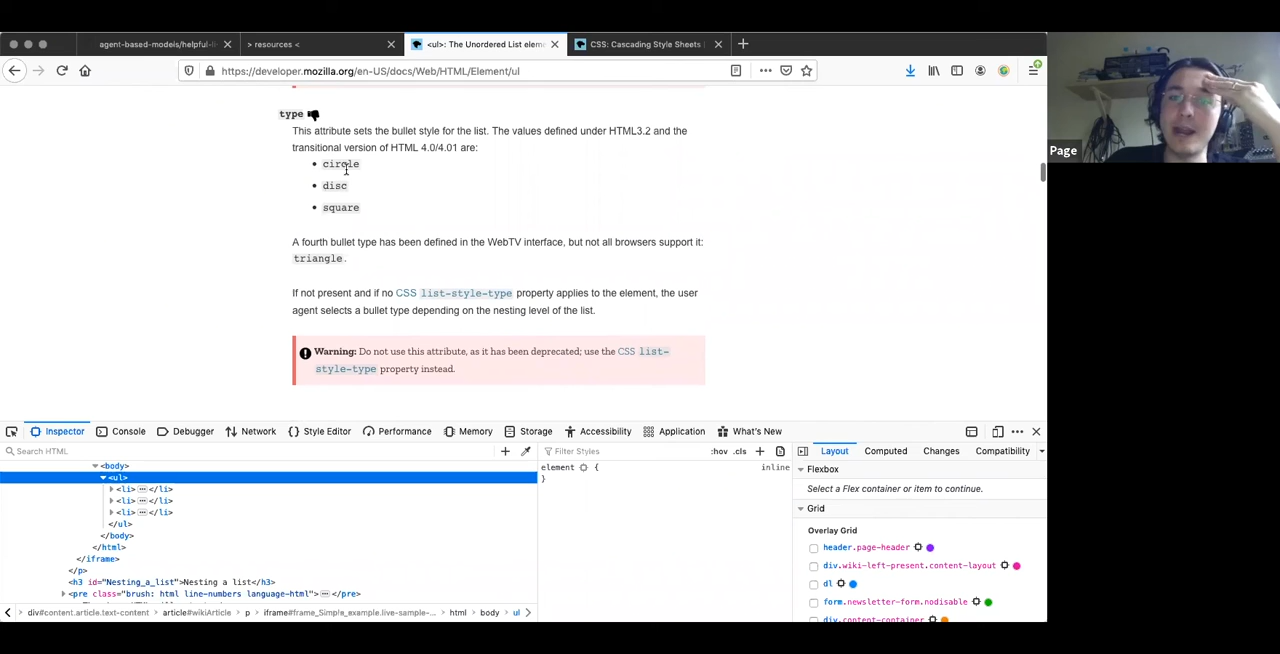 agent-based-models/helpful-li
> resources <
<ul>: The Unordered List elem
CSS: Cascading Style Sheets |
https://developer.mozilla.org/en-US/docs/Web/HTML/Element/ul
Page
type
This attribute sets the bullet style for the list. The values defined under HTML3.2 and the
transitional version of HTML 4.0/4.01 are:
• circle
• disc
• square
A fourth bullet type has been defined in the WebTV interface, but not all browsers support it:
triangle.
If not present and if no CSS list-style-type property applies to the element, the user
agent selects a bullet type depending on the nesting level of the list.
Warning: Do not use this attribute, as it has been deprecated; use the CSS list-
style-type property instead.
Inspector Console Debugger Network Style Editor Performance Memory Storage Accessibility Application What's New
Search HTML
Filter Styles :hov .cls
Layout Computed Changes Compatibility
<body>
<ul>
<li> ... </li>
<li> ... </li>
<li> ... </li>
</ul>
</body>
</html>
</iframe>
</p>
<h3 id="Nesting_a_list">Nesting a list</h3>
<pre class="brush: html line-numbers language-html"> ... </pre>
element { inline
}
Flexbox
Select a Flex container or item to continue.
Grid
Overlay Grid
header.page-header
div.wiki-left-present.content-layout
dl
form.newsletter-form.nodisable
div.content-container
div#content.article.text-content > article#wikiArticle > p > iframe#frame_Simple_example.live-sample-... > html > body > ul